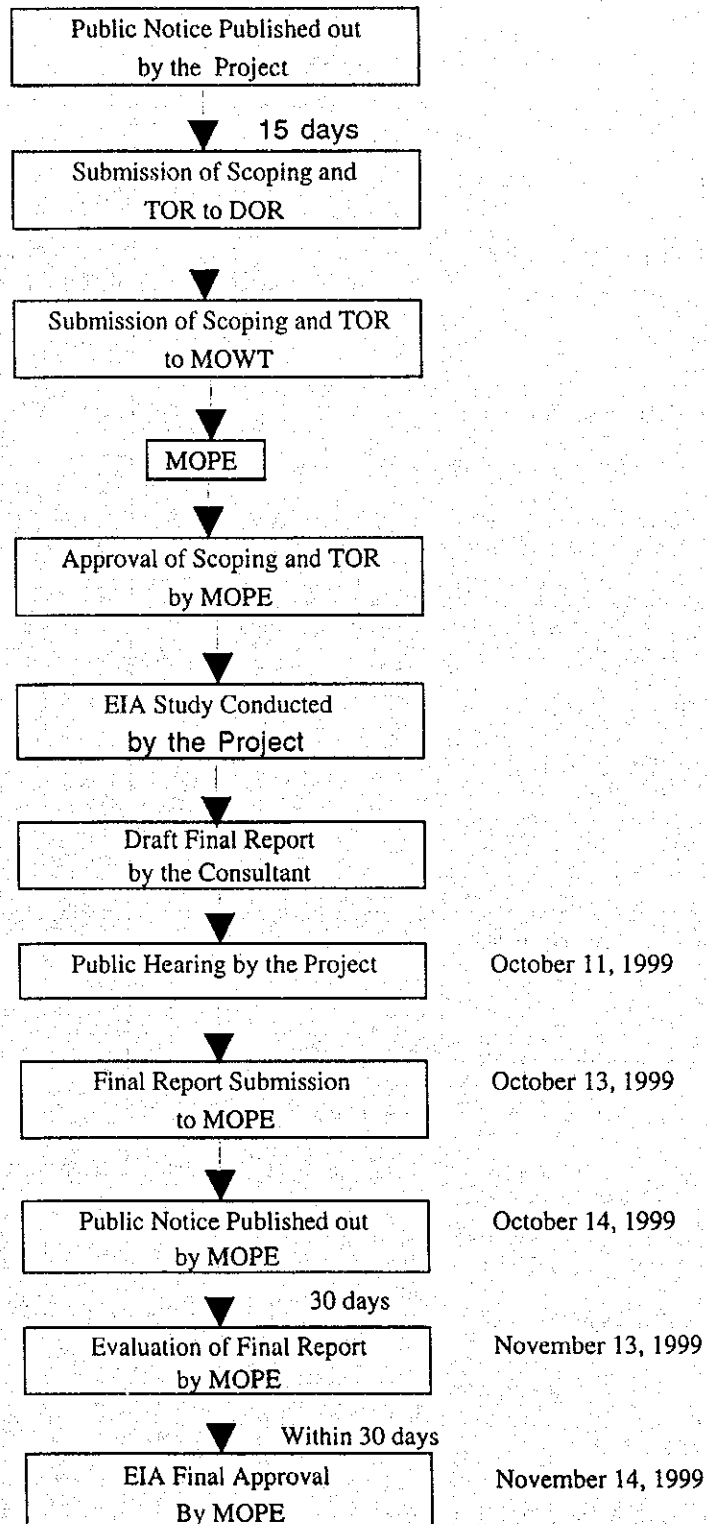 Public Notice Published out
by the Project
15 days
Submission of Scoping and
TOR to DOR
Submission of Scoping and TOR
to MOWT
MOPE
Approval of Scoping and TOR
by MOPE
EIA Study Conducted
by the Project
Draft Final Report
by the Consultant
Public Hearing by the Project
October 11, 1999
Final Report Submission
to MOPE
October 13, 1999
Public Notice Published out
by MOPE
October 14, 1999
30 days
Evaluation of Final Report
by MOPE
November 13, 1999
Within 30 days
EIA Final Approval
By MOPE
November 14, 1999